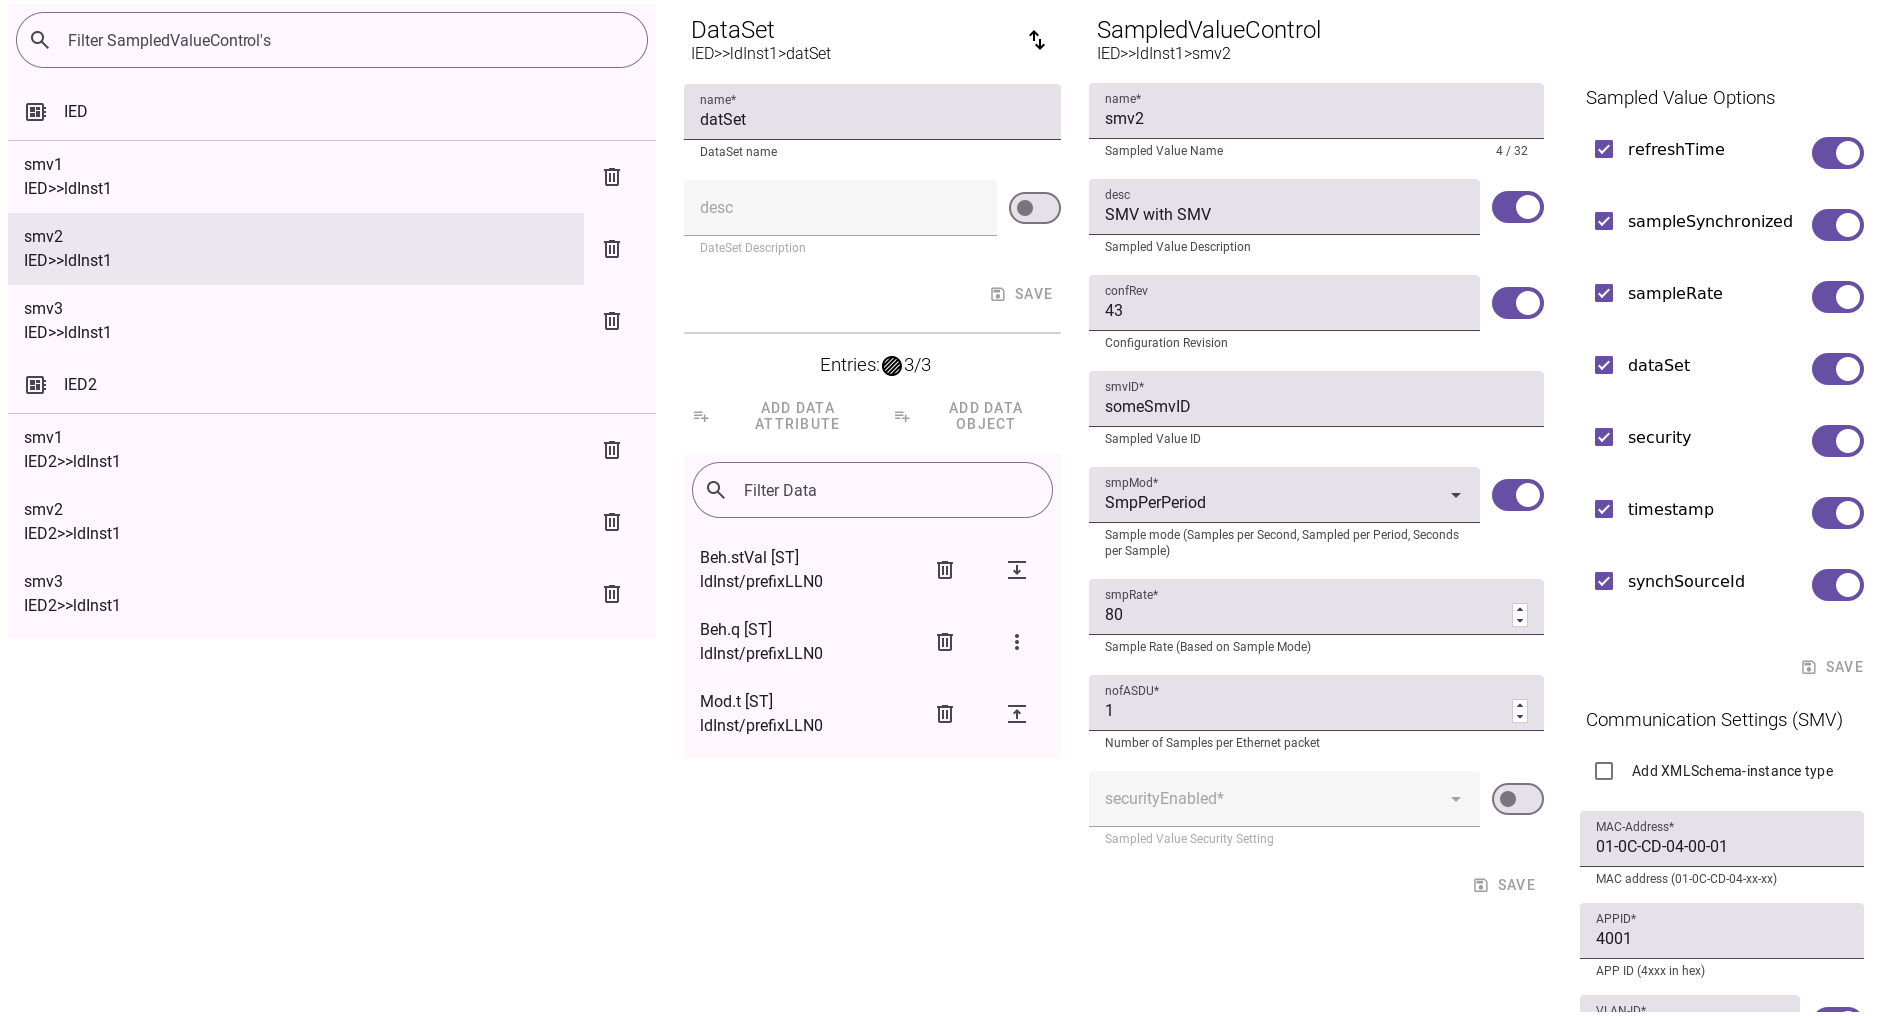 Filter SampledValueControl's
IED
smv1
IED>>ldInst1
smv2
IED>>ldInst1
smv3
IED>>ldInst1
IED2
smv1
IED2>>ldInst1
smv2
IED2>>ldInst1
smv3
IED2>>ldInst1
DataSet
IED>>ldInst1>datSet
name*
datSet
DataSet name
desc
DateSet Description
SAVE
Entries: 3/3
ADD DATA
ATTRIBUTE
ADD DATA
OBJECT
Filter Data
Beh.stVal [ST]
ldInst/prefixLLN0
Beh.q [ST]
ldInst/prefixLLN0
Mod.t [ST]
ldInst/prefixLLN0
SampledValueControl
IED>>ldInst1>smv2
name*
smv2
Sampled Value Name
4 / 32
desc
SMV with SMV
Sampled Value Description
confRev
43
Configuration Revision
smvID*
someSmvID
Sampled Value ID
smpMod*
SmpPerPeriod
Sample mode (Samples per Second, Sampled per Period, Seconds
per Sample)
smpRate*
80
Sample Rate (Based on Sample Mode)
nofASDU*
1
Number of Samples per Ethernet packet
securityEnabled*
Sampled Value Security Setting
SAVE
Sampled Value Options
refreshTime
sampleSynchronized
sampleRate
dataSet
security
timestamp
synchSourceId
SAVE
Communication Settings (SMV)
Add XMLSchema-instance type
MAC-Address*
01-0C-CD-04-00-01
MAC address (01-0C-CD-04-xx-xx)
APPID*
4001
APP ID (4xxx in hex)
VLAN-ID*